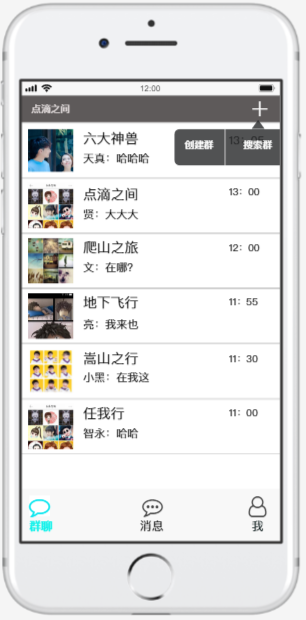 12:00
点滴之间
六大神兽
天真：哈哈哈
创建群 搜索群
点滴之间 13：00
贤：大大大
爬山之旅 12：00
文：在哪?
地下飞行 11：55
亮：我来也
嵩山之行 11：30
小黑：在我这
任我行 11：00
智永：哈哈
群聊 消息 我